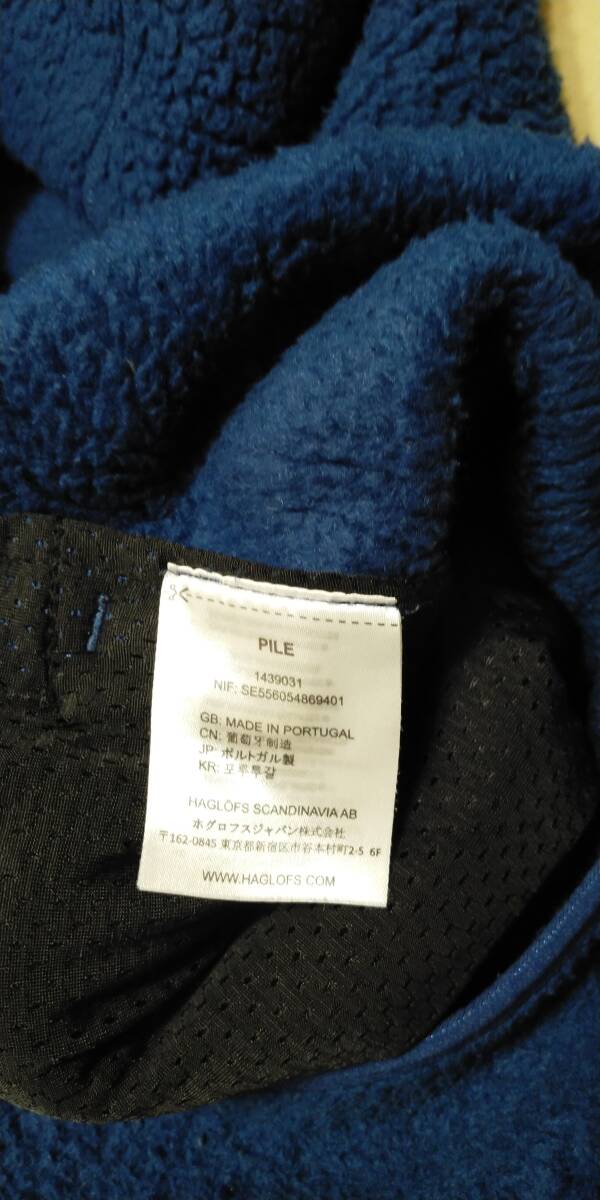 PILE
1439031
NIF: SE556054869401
GB: MADE IN PORTUGAL
CN: 葡萄牙制造
JP: ポルトガル製
KR: 포루투갈
HAGLÖFS SCANDINAVIA AB
ホグロフスジャパン株式会社
〒162-0845 東京都新宿区市谷本村町2-5 6F
WWW.HAGLOFS.COM